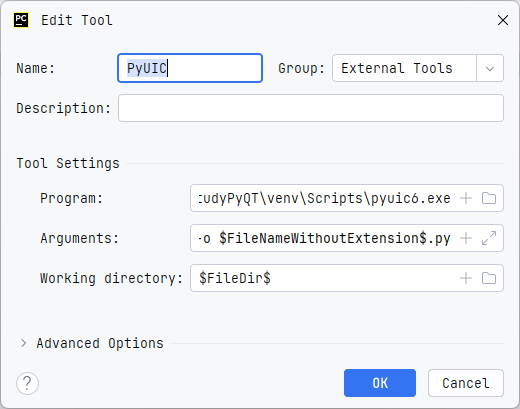 PC Edit Tool
Name: PyUIC Group: External Tools
Description:
Tool Settings
Program: udyPyQT\venv\Scripts\pyuic6.exe
Arguments: -o $FileNameWithoutExtension$.py
Working directory: $FileDir$
Advanced Options
? OK Cancel